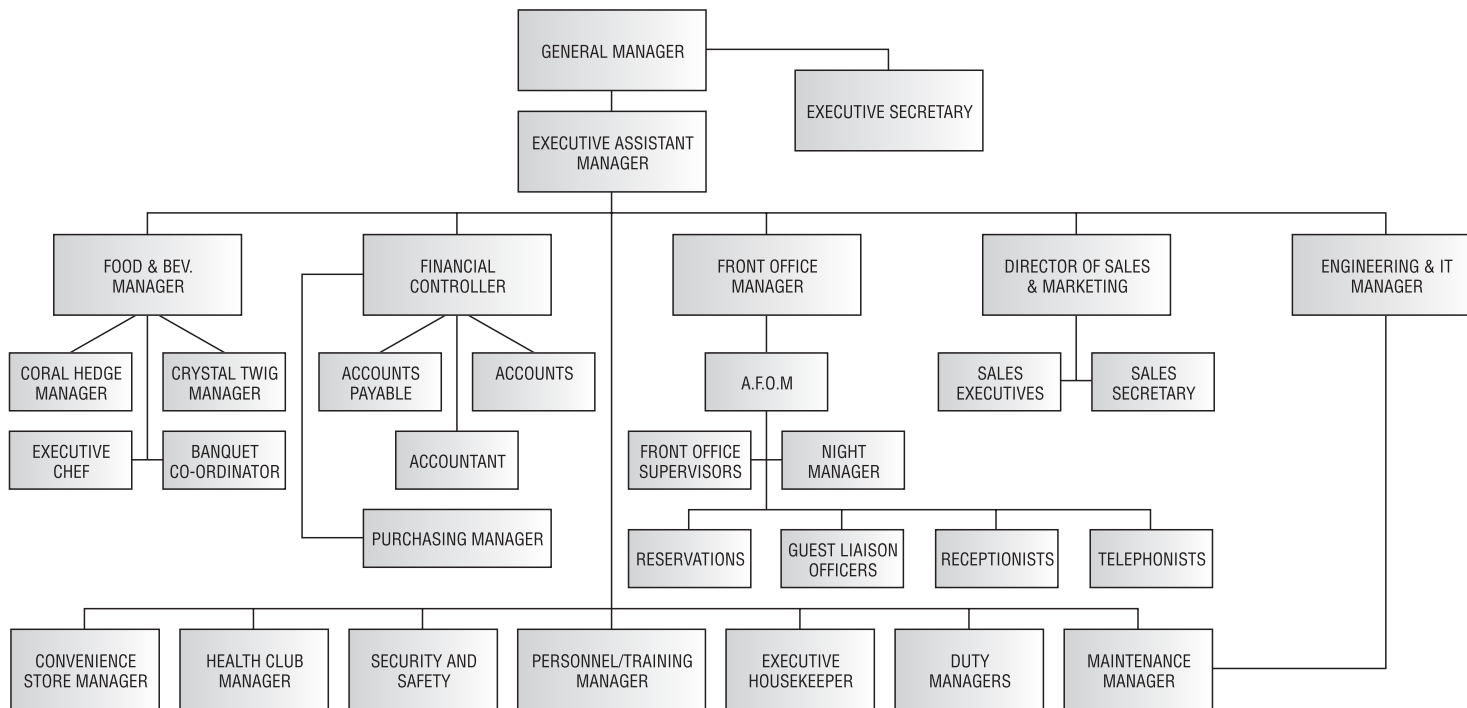 GENERAL MANAGER
EXECUTIVE SECRETARY
EXECUTIVE ASSISTANT
MANAGER
FOOD & BEV.
MANAGER
FINANCIAL
CONTROLLER
FRONT OFFICE
MANAGER
DIRECTOR OF SALES
& MARKETING
ENGINEERING & IT
MANAGER
CORAL HEDGE
MANAGER
CRYSTAL TWIG
MANAGER
ACCOUNTS
PAYABLE
ACCOUNTS
A.F.O.M
SALES
EXECUTIVES
SALES
SECRETARY
EXECUTIVE
CHEF
BANQUET
CO-ORDINATOR
ACCOUNTANT
FRONT OFFICE
SUPERVISORS
NIGHT
MANAGER
PURCHASING MANAGER
RESERVATIONS
GUEST LIAISON
OFFICERS
RECEPTIONISTS
TELEPHONISTS
CONVENIENCE
STORE MANAGER
HEALTH CLUB
MANAGER
SECURITY AND
SAFETY
PERSONNEL/TRAINING
MANAGER
EXECUTIVE
HOUSEKEEPER
DUTY
MANAGERS
MAINTENANCE
MANAGER